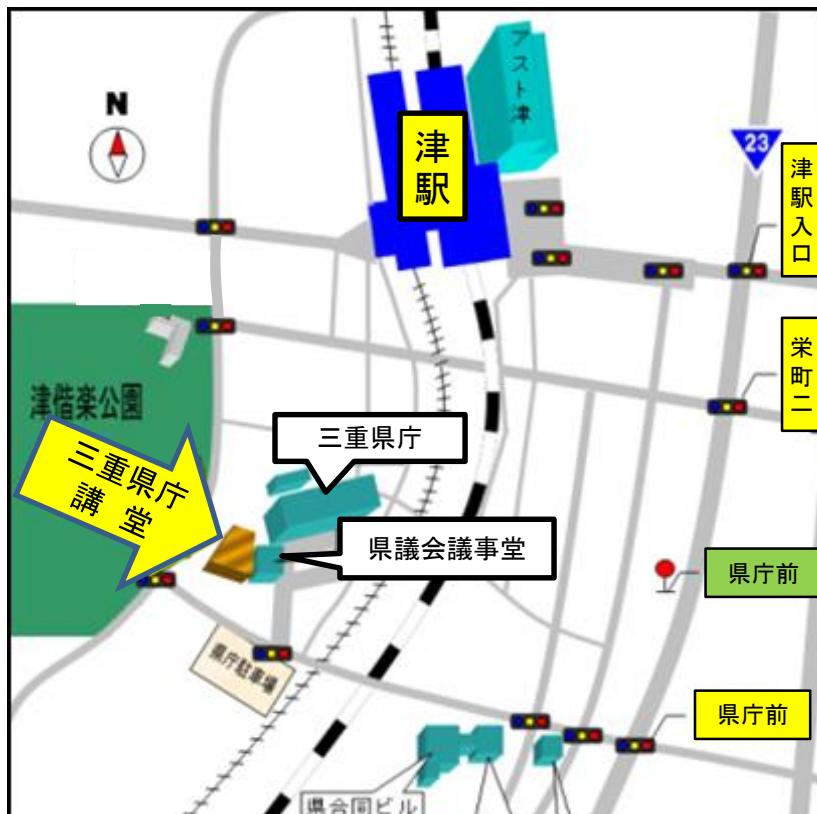 アスト津
N
津駅
23
津駅入口
栄町二
津偕楽公園
三重県庁
三重県庁
講堂
県議会議事堂
県庁前
県庁駐車場
県庁前
県合同ビル